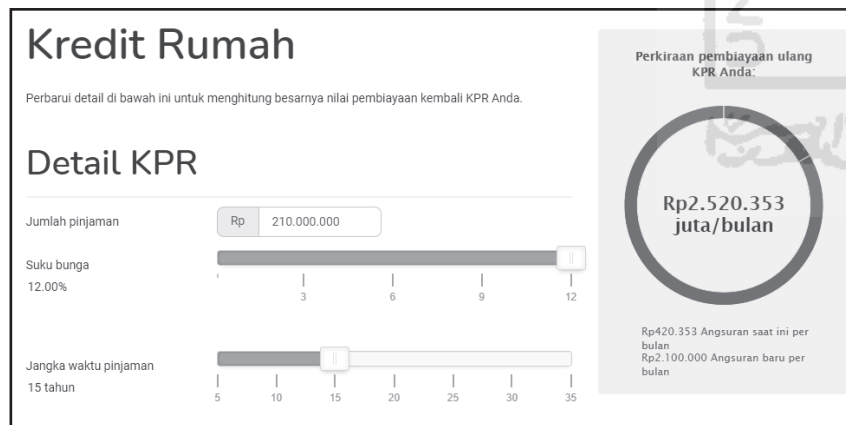 Kredit Rumah
Perbarui detail di bawah ini untuk menghitung besarnya nilai pembiayaan kembali KPR Anda.
Detail KPR
Jumlah pinjaman
Rp 210.000.000
Suku bunga
12.00%
3 6 9 12
Jangka waktu pinjaman
15 tahun
5 10 15 20 25 30 35
Perkiraan pembiayaan ulang
KPR Anda:
Rp2.520.353
juta/bulan
Rp420.353 Angsuran saat ini per
bulan
Rp2.100.000 Angsuran baru per
bulan